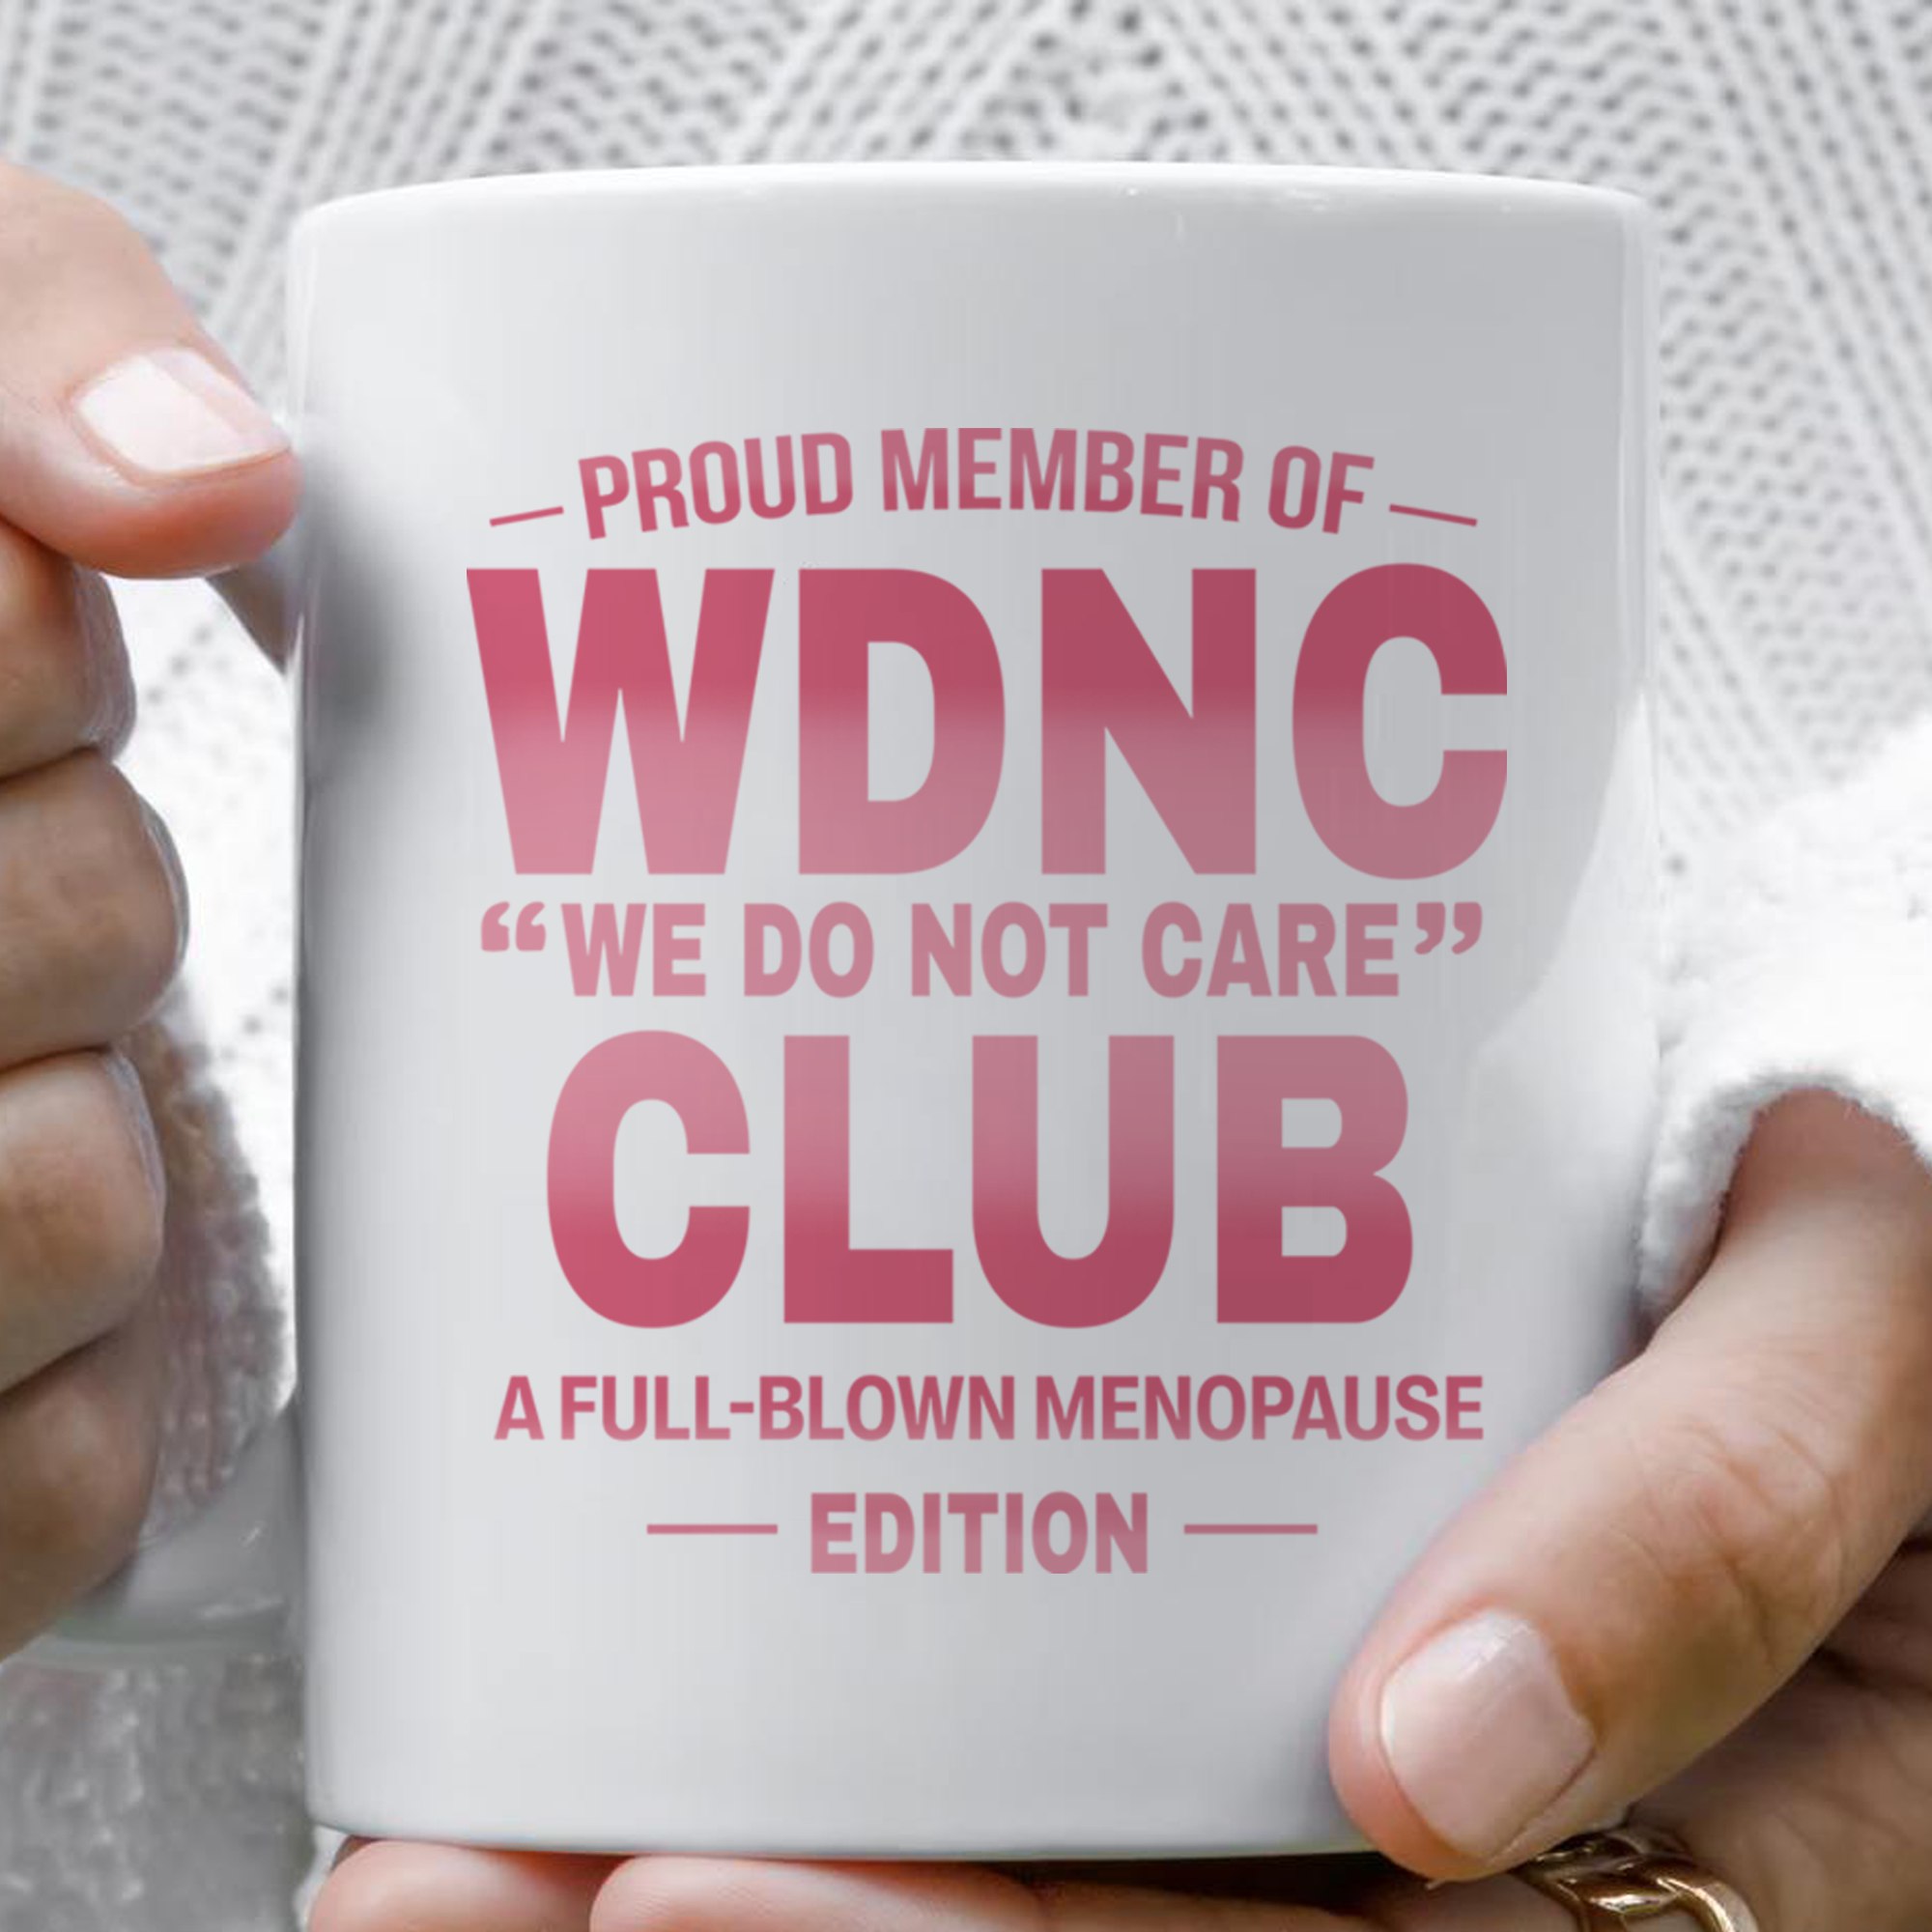 — PROUD MEMBER OF —
WDNC
“WE DO NOT CARE”
CLUB
A FULL-BLOWN MENOPAUSE
— EDITION —